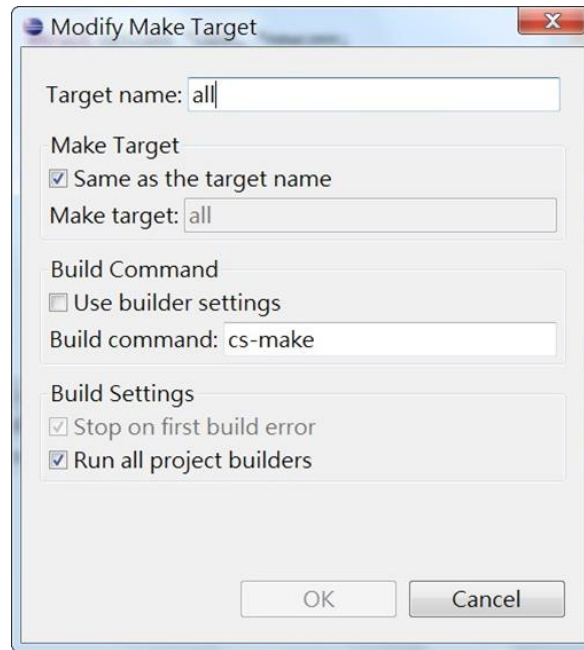 Modify Make Target
Target name: all
Make Target
Same as the target name
Make target: all
Build Command
Use builder settings
Build command: cs-make
Build Settings
Stop on first build error
Run all project builders
OK Cancel